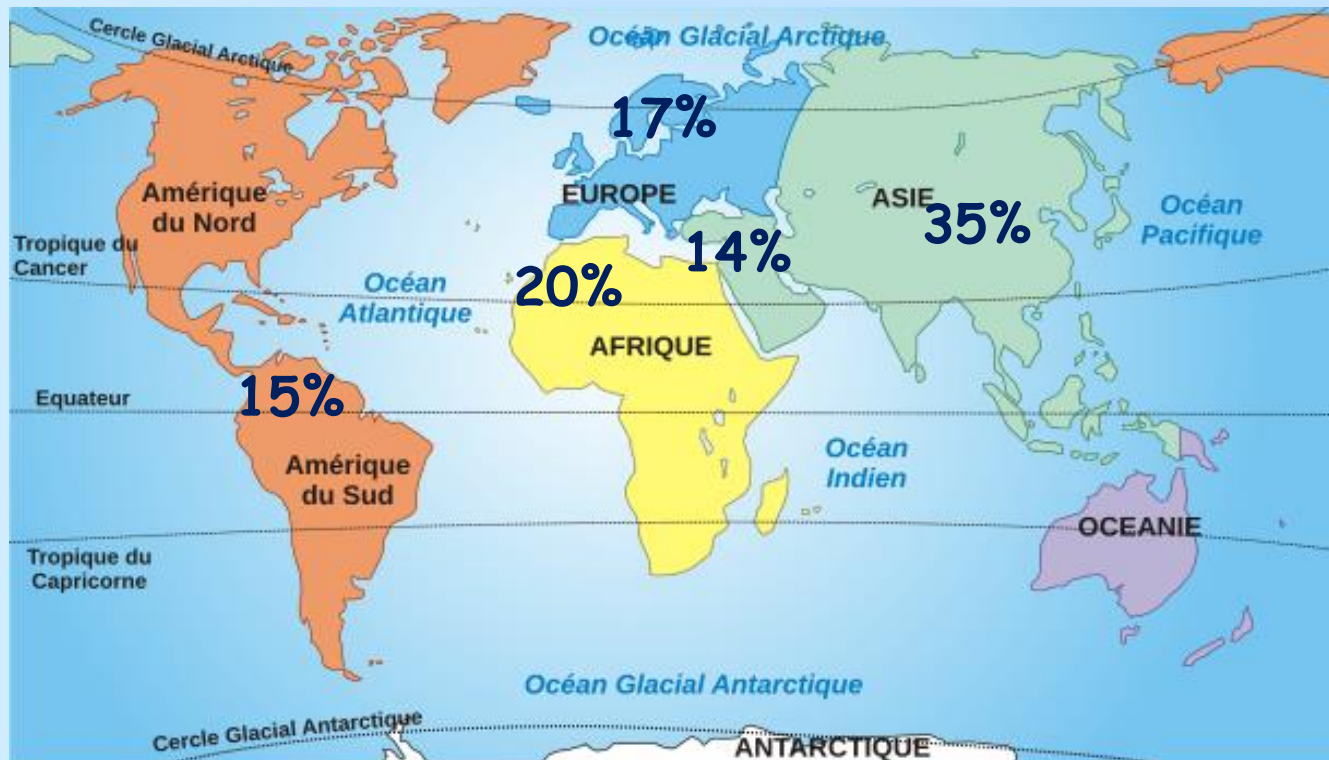 Cercle Glacial Arctique
Océan Glacial Arctique
17%
Amérique
du Nord
EUROPE
ASIE
35%
Océan
Pacifique
Tropique du
Cancer
14%
20%
Océan
Atlantique
AFRIQUE
Equateur
15%
Océan
Indien
Amérique
du Sud
OCEANIE
Tropique du
Capricorne
Océan Glacial Antarctique
Cercle Glacial Antarctique
ANTARCTIQUE